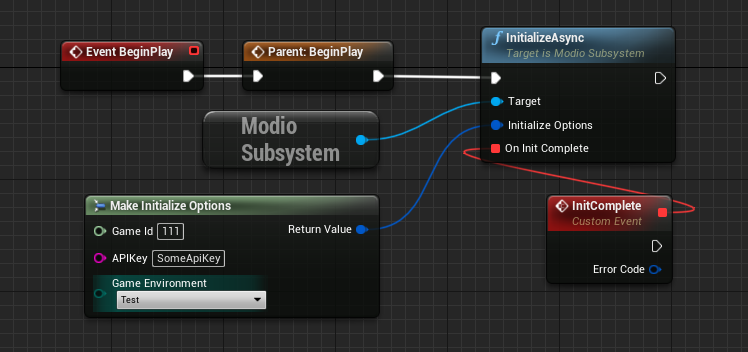 Event BeginPlay
Parent: BeginPlay
InitializeAsync
Target is Modio Subsystem
Target
Initialize Options
On Init Complete
Modio
Subsystem
Make Initialize Options
Game Id 111
Return Value
APIKey SomeApiKey
Game Environment
Test
InitComplete
Custom Event
Error Code